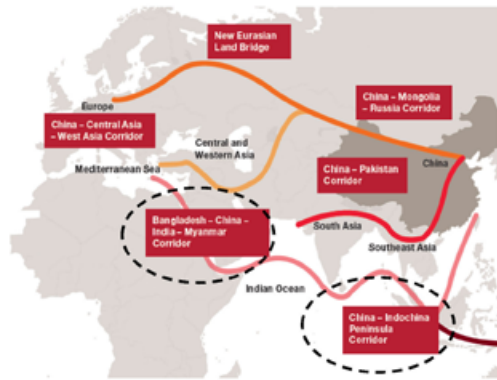 New Eurasian
Land Bridge
China – Mongolia
– Russia Corridor
Europe
China – Central Asia
– West Asia Corridor
Central and
Western Asia
Mediterranean Sea
China – Pakistan
Corridor
China
Bangladesh – China –
India – Myanmar
Corridor
South Asia
Southeast Asia
Indian Ocean
China – Indochina
Peninsula
Corridor